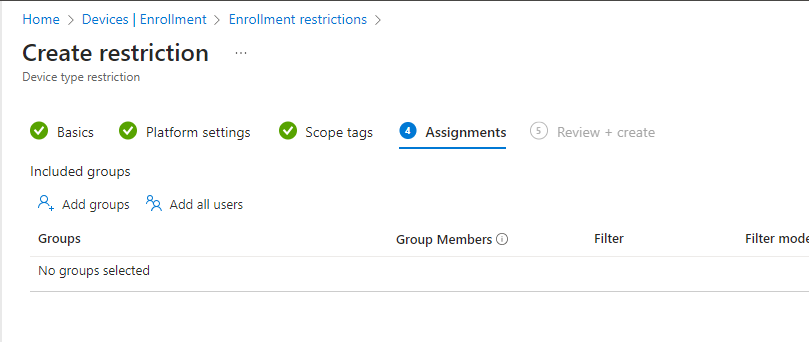 Home > Devices | Enrollment > Enrollment restrictions >
Create restriction ...
Device type restriction
Basics Platform settings Scope tags 4 Assignments 5 Review + create
Included groups
Add groups Add all users
Groups Group Members Filter Filter mode
No groups selected